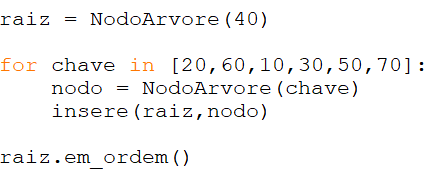 raiz = NodoArvore(40)
for chave in [20,60,10,30,50,70]:
    nodo = NodoArvore(chave)
    insere(raiz,nodo)
raiz.em_ordem()